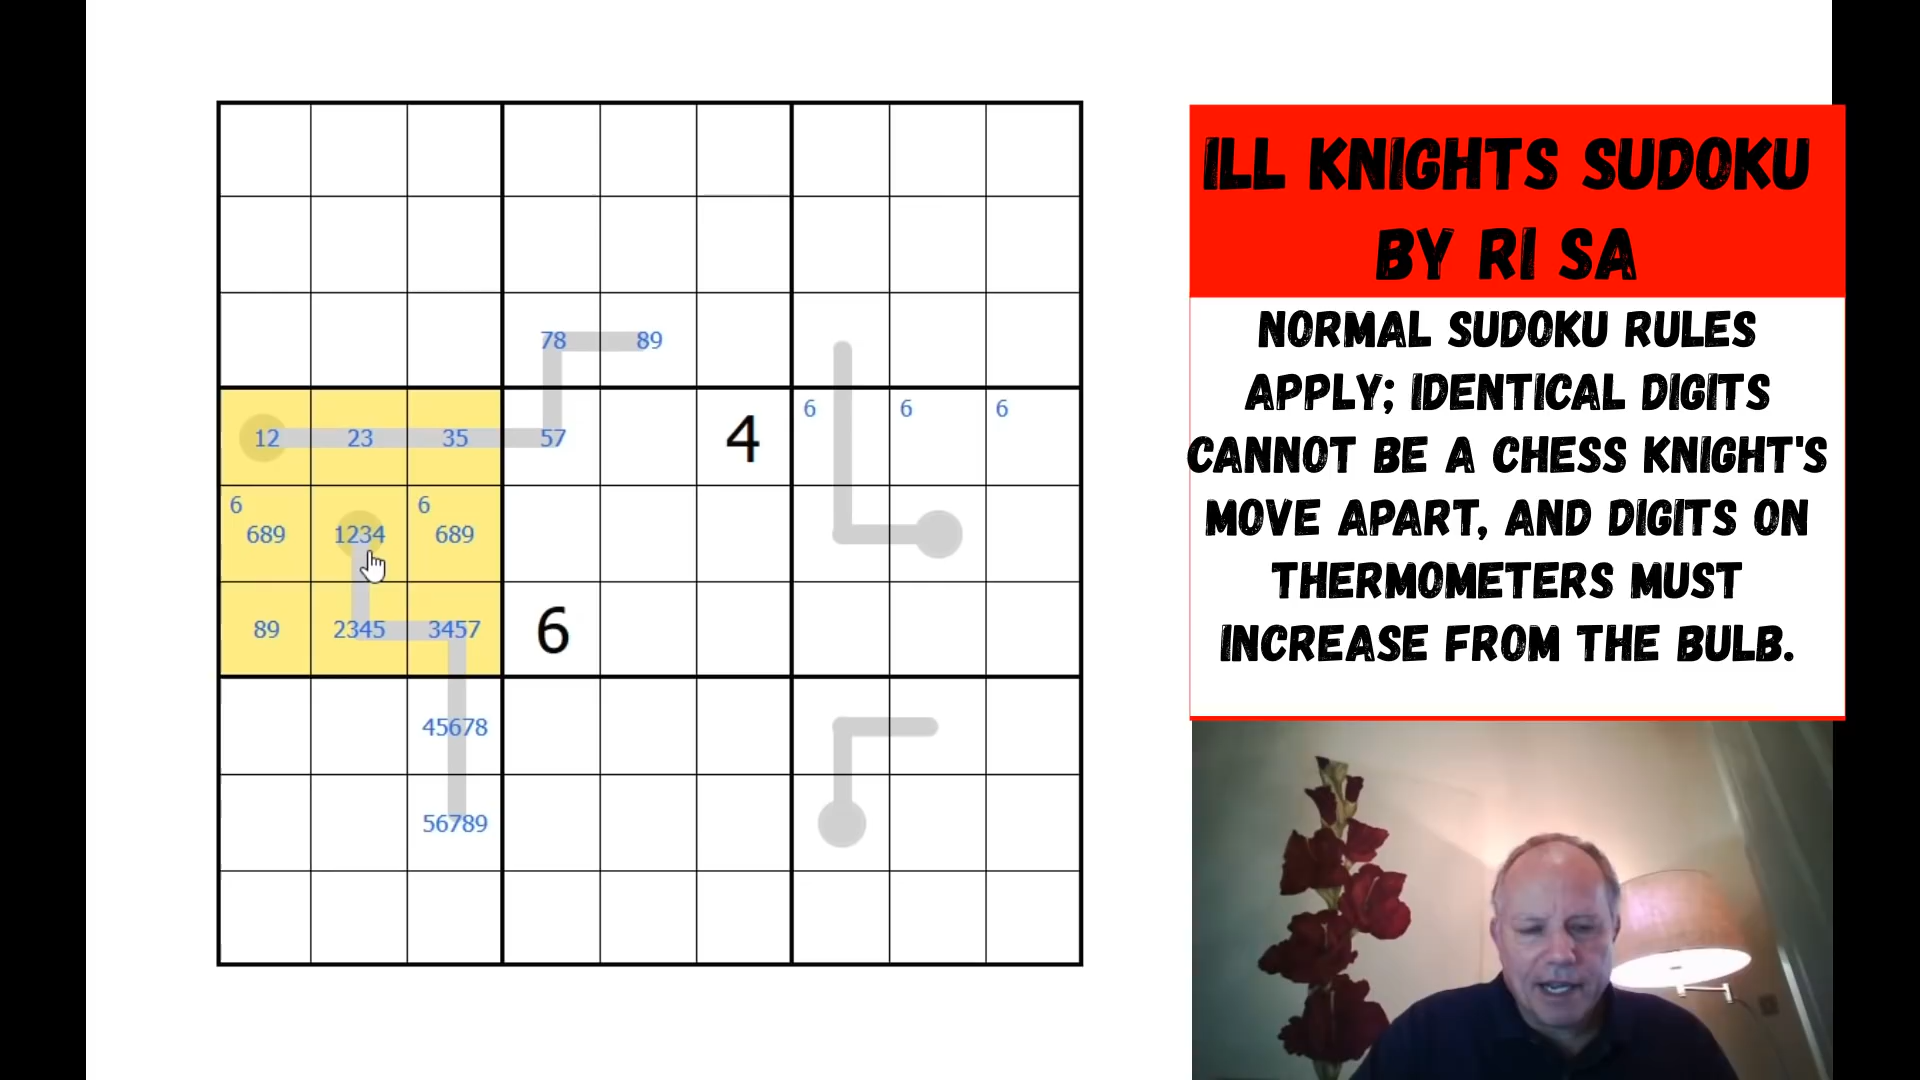 ILL KNIGHTS SUDOKU
BY RI SA
NORMAL SUDOKU RULES
APPLY; IDENTICAL DIGITS
CANNOT BE A CHESS KNIGHT'S
MOVE APART, AND DIGITS ON
THERMOMETERS MUST
INCREASE FROM THE BULB.
78 89
12 23 35 57 4 6 6 6
6 689 1234 6 689
89 2345 3457 6
45678
56789